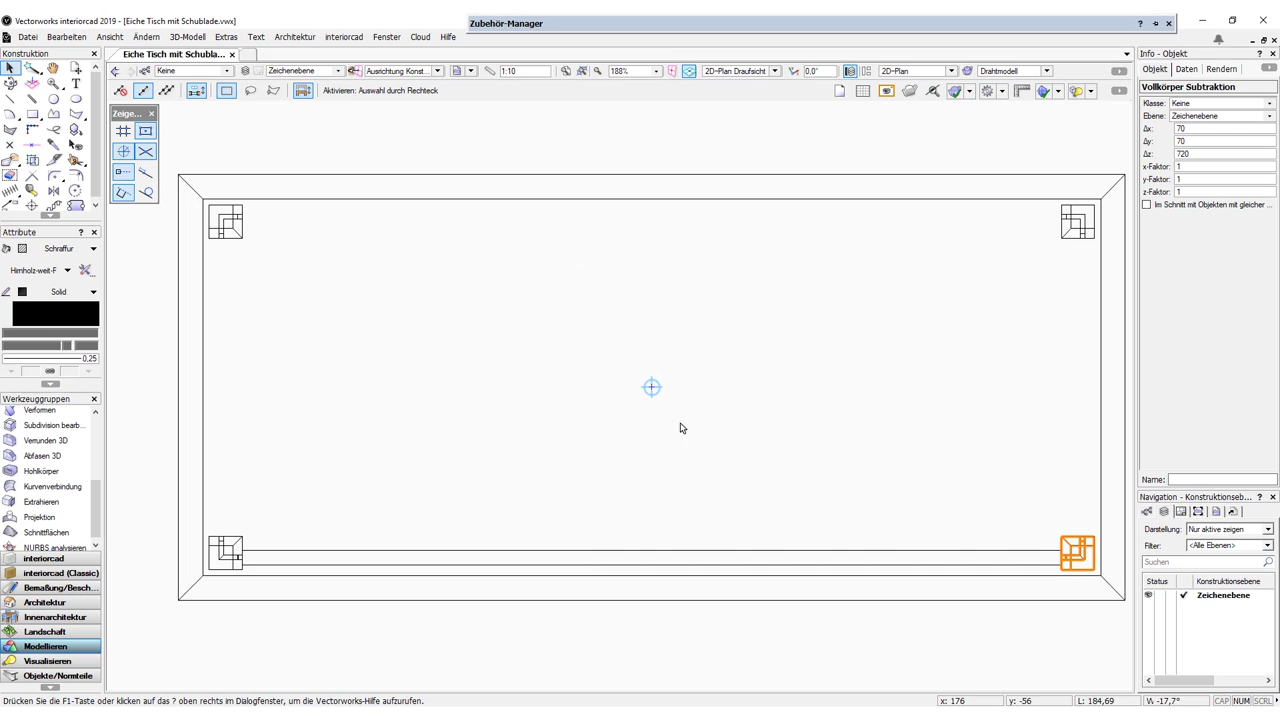 Vectorworks interiorcad 2019 - [Eiche Tisch mit Schublade.vwx]
Zubehör-Manager
?
Datei Bearbeiten Ansicht Ändern 3D-Modell Extras Text Architektur interiorcad Fenster Cloud Hilfe
Konstruktion
Eiche Tisch mit Schubla...
Info - Objekt
Keine
Zeichenebene
Ausrichtung Konst...
1:10
188%
2D-Plan Draufsicht
0,0°
2D-Plan
Drahtmodell
Objekt Daten Rendern
Aktivieren: Auswahl durch Rechteck
Vollkörper Subtraktion
Klasse: Keine
Ebene: Zeichenebene
Δx: 70
Δy: 70
Δz: 720
x-Faktor: 1
y-Faktor: 1
z-Faktor: 1
Im Schnitt mit Objekten mit gleicher
Zeige...
Attribute ?
Schraffur
Hirnholz-weit-F
Solid
0,25
Werkzeuggruppen
Verformen
Subdivision bearb...
Verrunden 3D
Abfasen 3D
Hohlkörper
Kurvenverbindung
Extrahieren
Projektion
Schnittflächen
NURBS analysieren
interiorcad
interiorcad (Classic)
Bemaßung/Besch...
Architektur
Innenarchitektur
Landschaft
Modellieren
Visualisieren
Objekte/Normteile
Name:
Navigation - Konstruktionseb... ?
Darstellung: Nur aktive zeigen
Filter: <Alle Ebenen>
Suchen
Status Konstruktionsebene
Zeichenebene
Drücken Sie die F1-Taste oder klicken auf das ? oben rechts im Dialogfenster, um die Vectorworks-Hilfe aufzurufen.
x: 176 y: -56 L: 184,69 W -17,7° CAP NUM SCRL